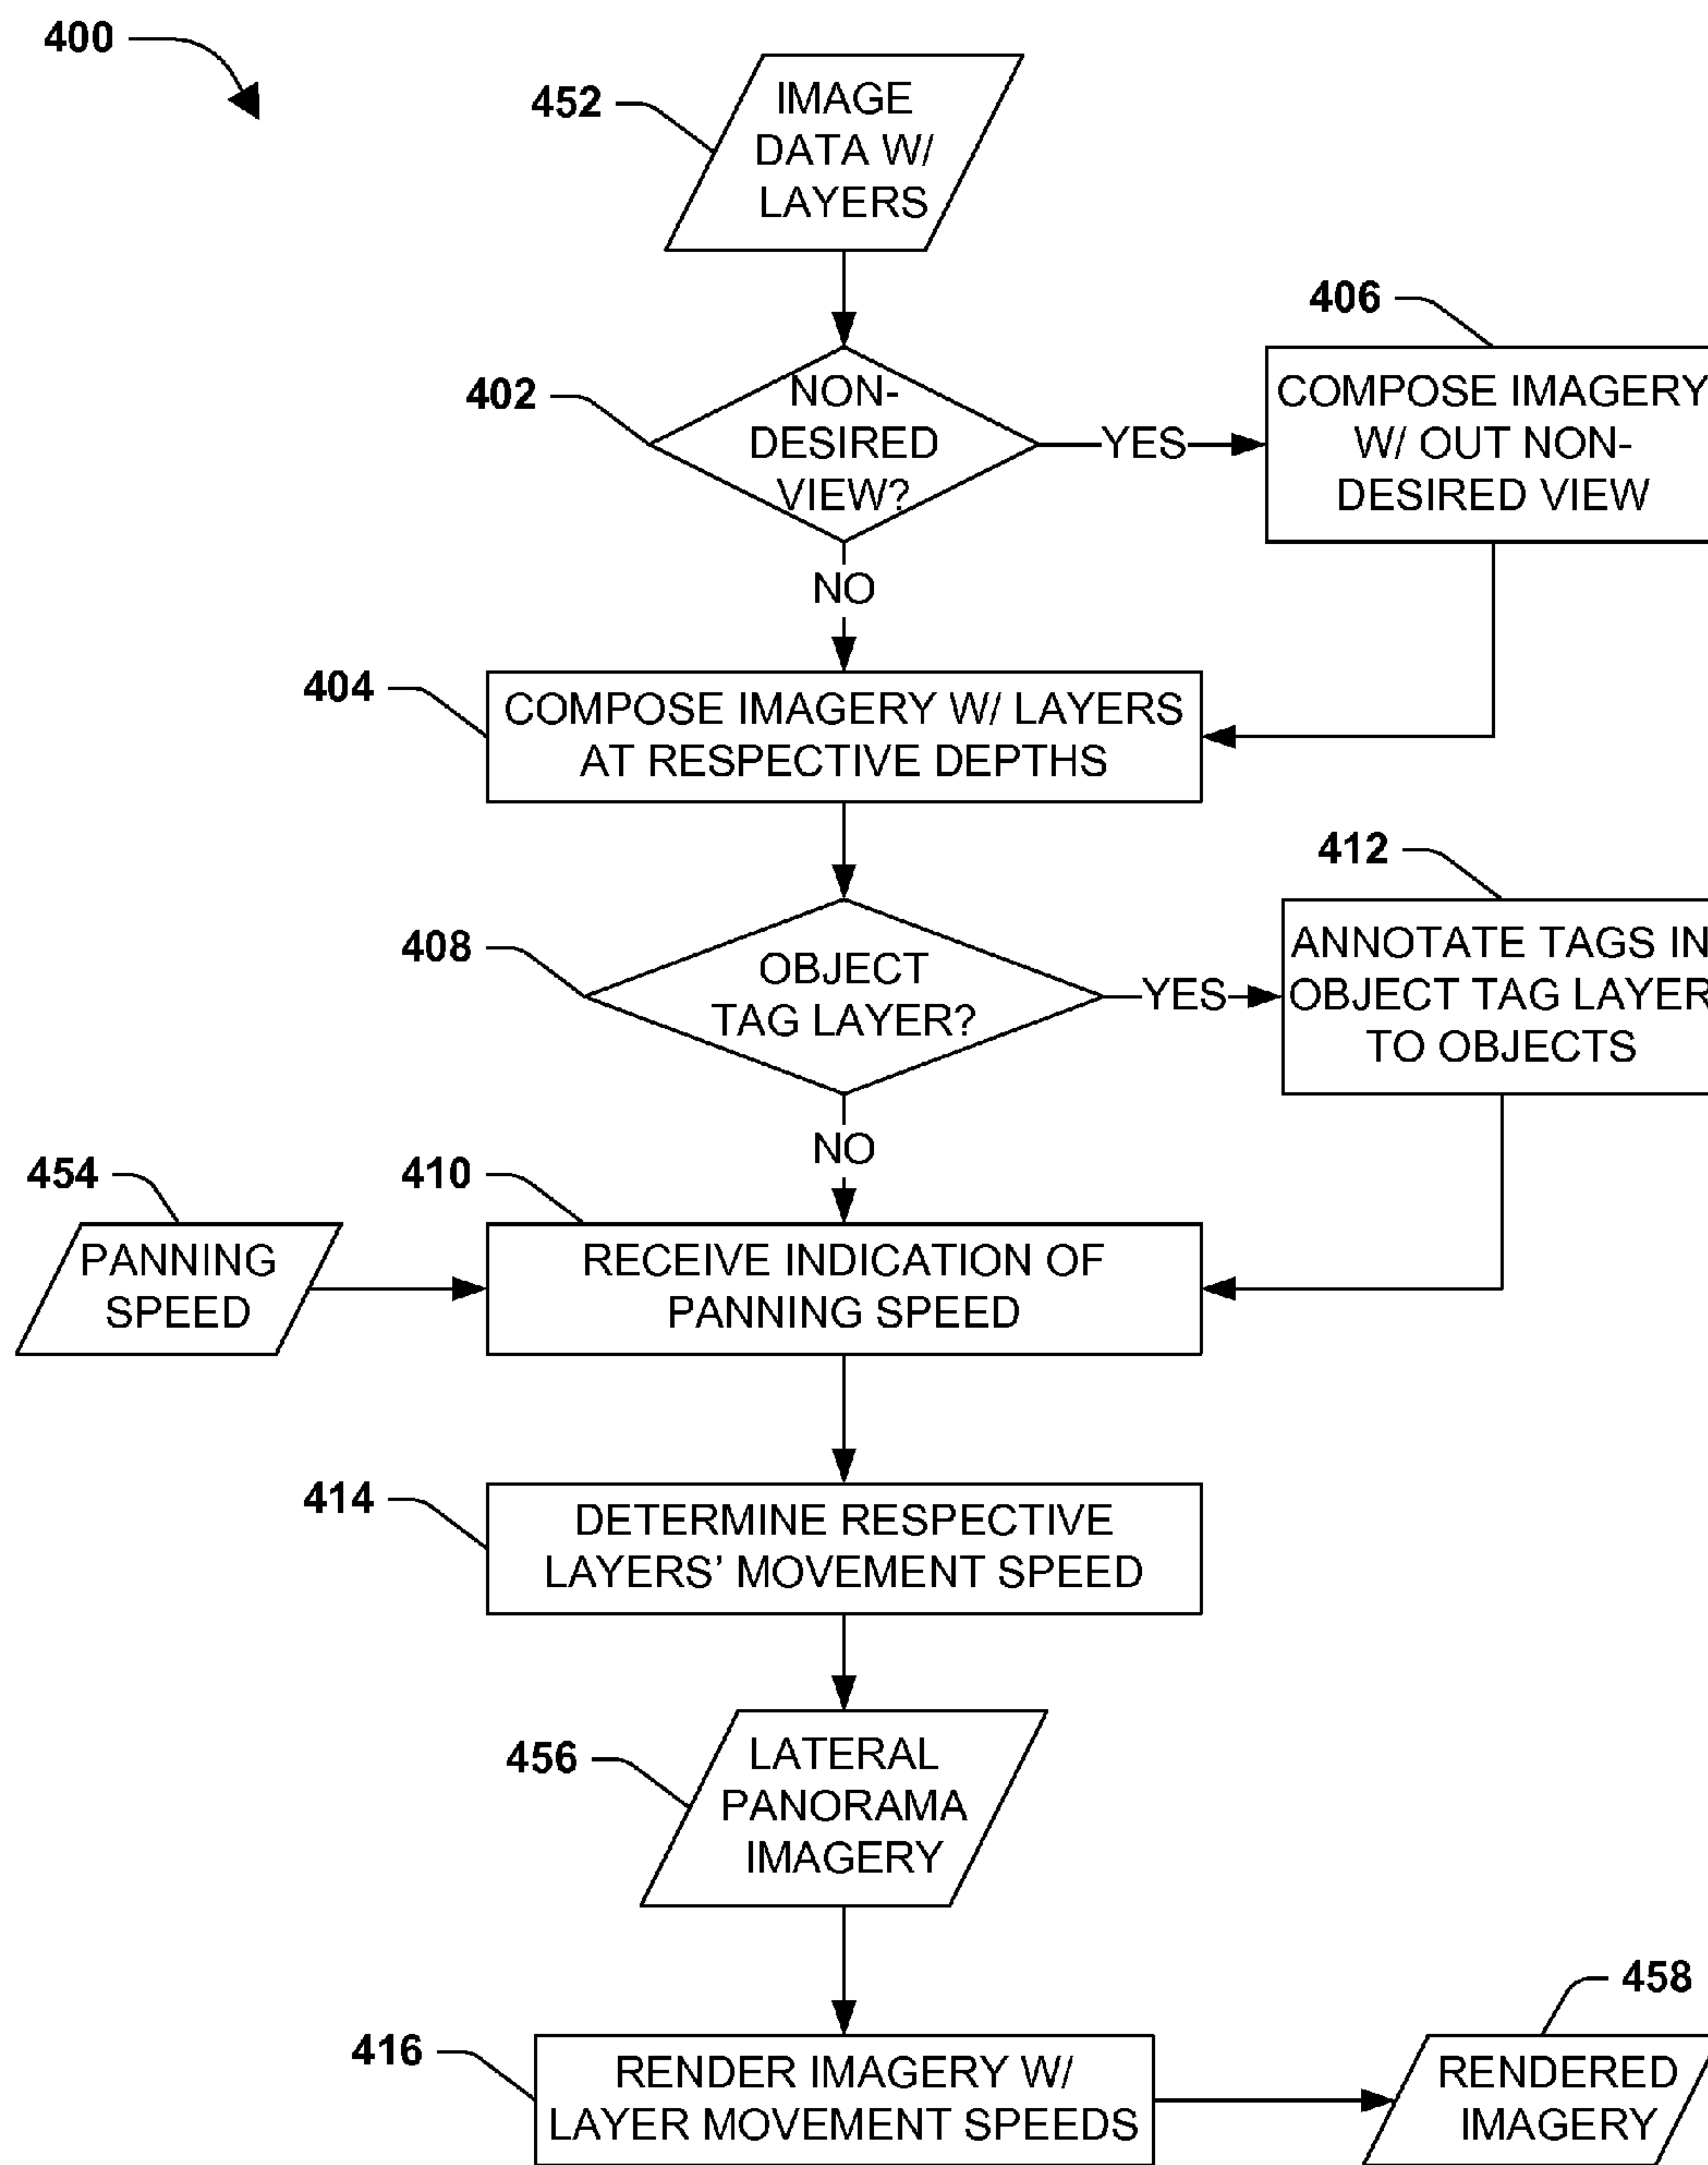 400
452
IMAGE
DATA W/
LAYERS
406
402
NON-
DESIRED
VIEW?
YES
COMPOSE IMAGERY
W/ OUT NON-
DESIRED VIEW
NO
404
COMPOSE IMAGERY W/ LAYERS
AT RESPECTIVE DEPTHS
412
408
OBJECT
TAG LAYER?
YES
ANNOTATE TAGS IN
OBJECT TAG LAYER
TO OBJECTS
NO
454
410
PANNING
SPEED
RECEIVE INDICATION OF
PANNING SPEED
414
DETERMINE RESPECTIVE
LAYERS’ MOVEMENT SPEED
456
LATERAL
PANORAMA
IMAGERY
458
416
RENDER IMAGERY W/
LAYER MOVEMENT SPEEDS
RENDERED
IMAGERY